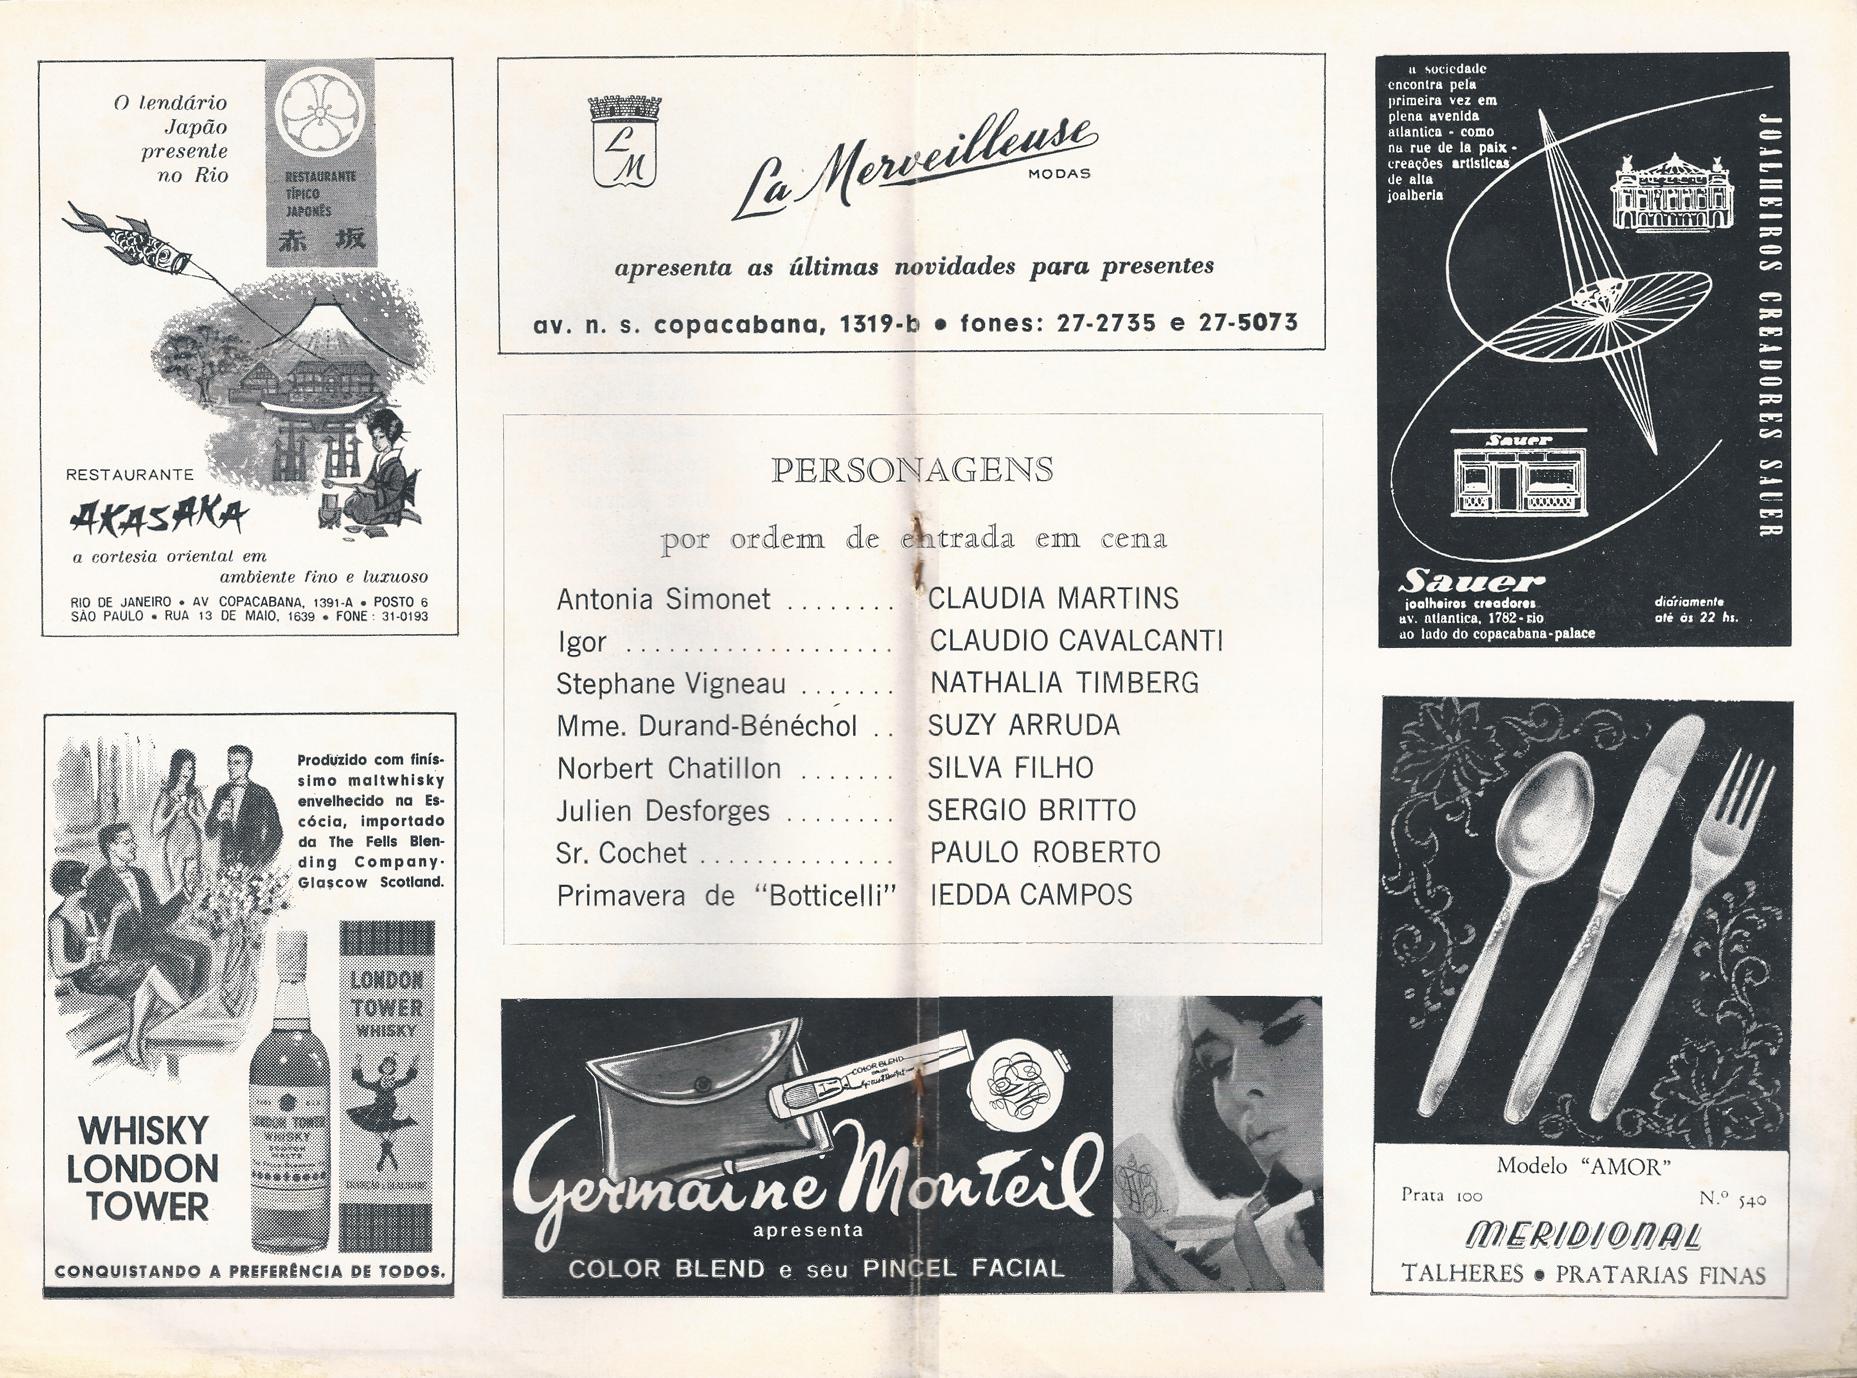 O lendário
Japão
presente
no Rio
RESTAURANTE
TÍPICO
JAPONÊS
赤坂
RESTAURANTE
AKASAKA
a cortesia oriental em
ambiente fino e luxuoso
RIO DE JANEIRO • AV COPACABANA, 1391-A • POSTO 6
SÃO PAULO • RUA 13 DE MAIO, 1639 • FONE: 31-0193
Produzido com finís-
simo maltwhisky
envelhecido na Es-
cócia, importado
da The Fells Blen-
ding Company-
Glascow Scotland.
LONDON
TOWER
WHISKY
LONDON TOWER
WHISKY
SCOTCH
MALTS
WHISKY
LONDON
TOWER
CONQUISTANDO A PREFERÊNCIA DE TODOS.
L
M
La Merveilleuse
MODAS
apresenta as últimas novidades para presentes
av. n. s. copacabana, 1319-b • fones: 27-2735 e 27-5073
PERSONAGENS
por ordem de entrada em cena
Antonia Simonet ........ CLAUDIA MARTINS
Igor ................... CLAUDIO CAVALCANTI
Stephane Vigneau ....... NATHALIA TIMBERG
Mme. Durand-Bénéchol .. SUZY ARRUDA
Norbert Chatillon ....... SILVA FILHO
Julien Desforges ........ SERGIO BRITTO
Sr. Cochet .............. PAULO ROBERTO
Primavera de “Botticelli” IEDDA CAMPOS
COLOR BLEND
Germaine Monteil
apresenta
COLOR BLEND e seu PINCEL FACIAL
a sociedade
encontra pela
primeira vez em
plena avenida
atlantica - como
na rue de la paix -
creações artisticas
de alta
joalheria
JOALHEIROS CREADORES SAUER
Sauer
Sauer
joalheiros creadores
av. atlantica, 1782 - rio
ao lado do copacabana-palace
diáriamente
até ás 22 hs.
Modelo “AMOR”
Prata 100 N.º 540
MERIDIONAL
TALHERES • PRATARIAS FINAS